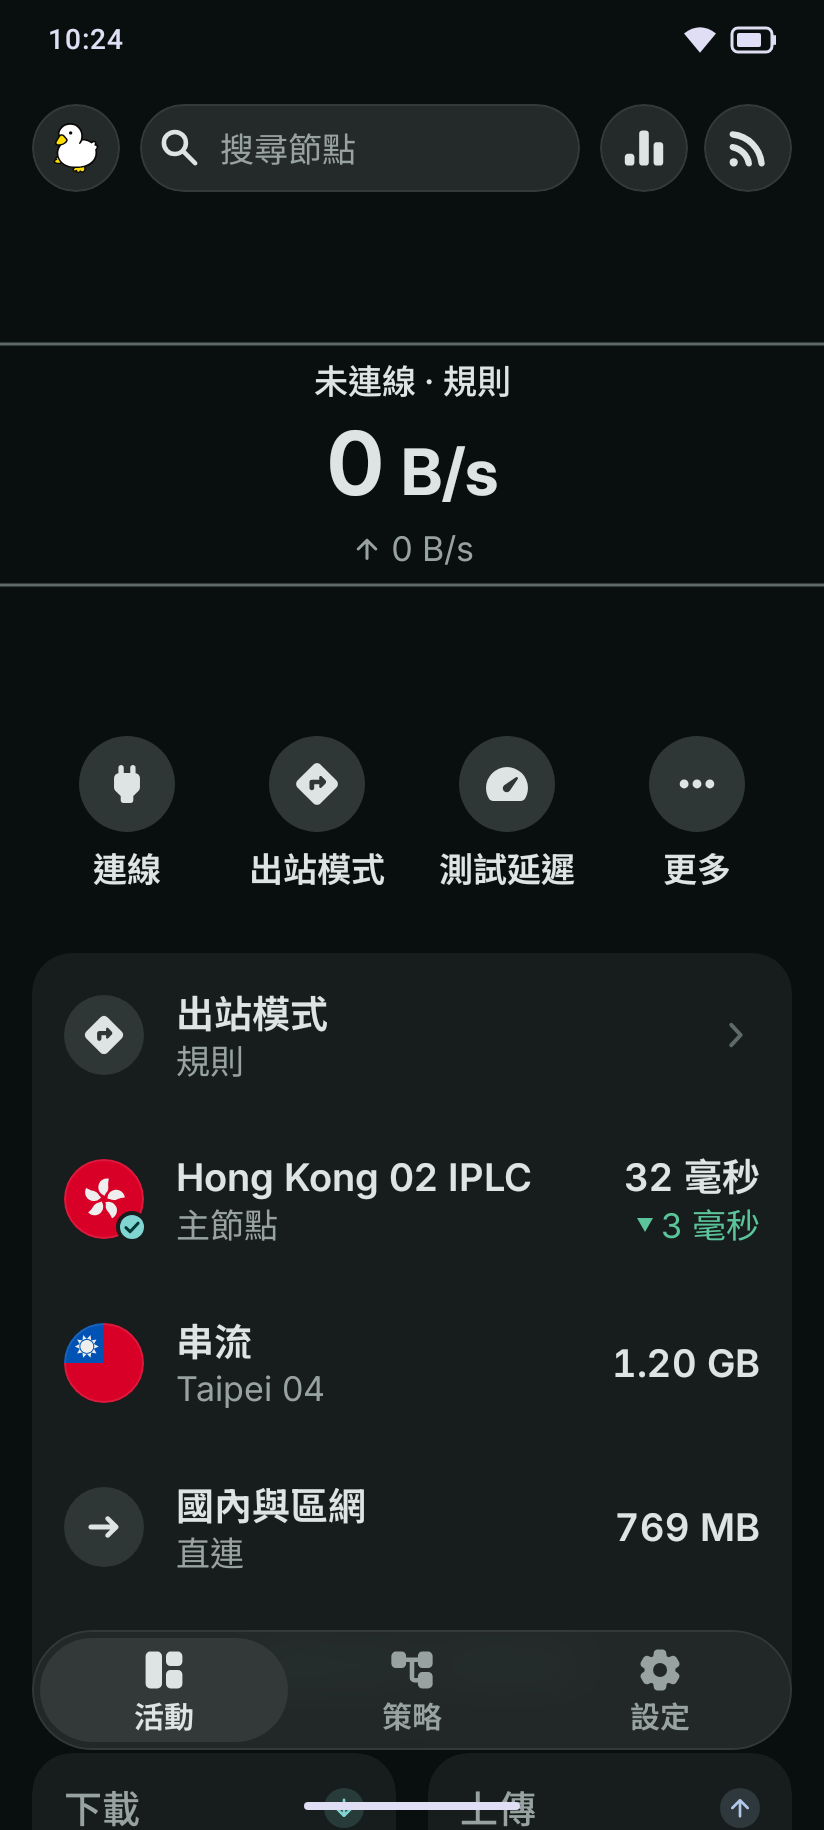 10:24
搜尋節點
未連線 · 規則
0 B/s
↑ 0 B/s
連線
出站模式
測試延遲
更多
出站模式
規則
Hong Kong 02 IPLC
32 毫秒
主節點
▼3 毫秒
串流
Taipei 04
1.20 GB
國內與區網
直連
769 MB
活動
策略
設定
下載
上傳